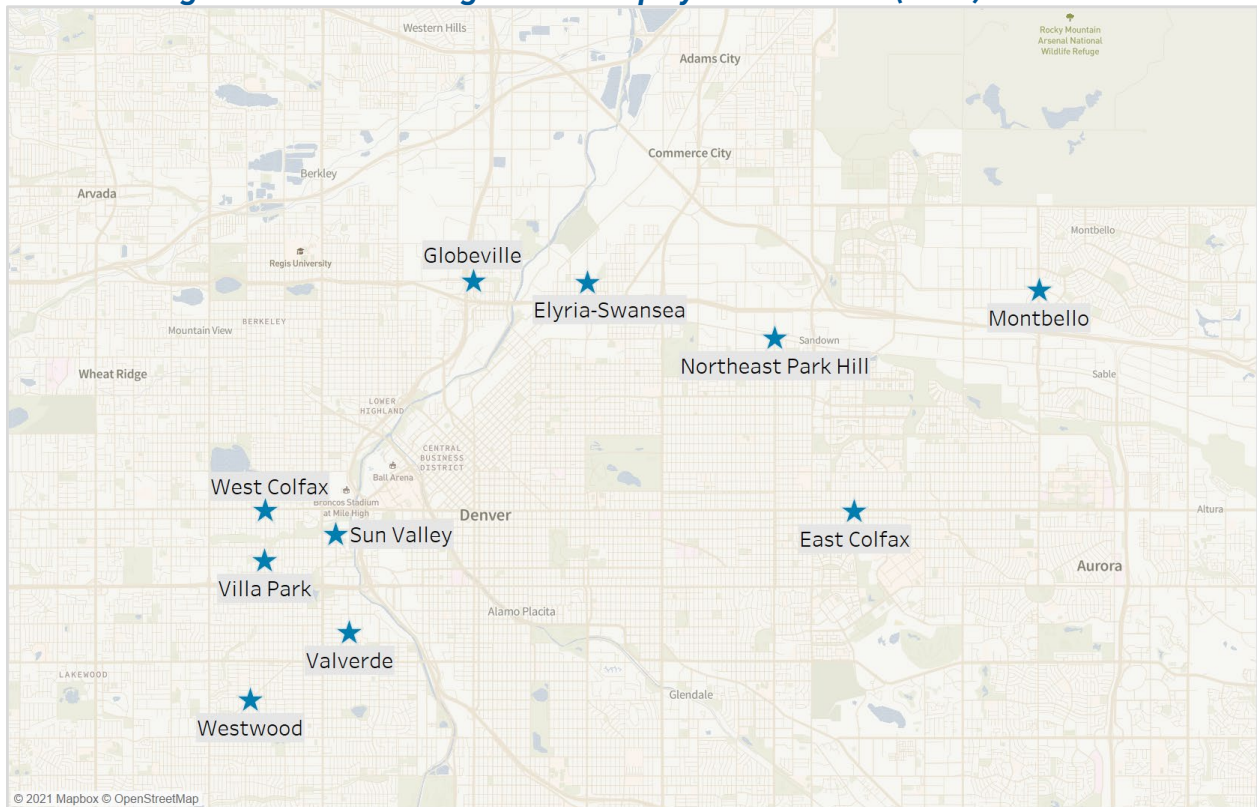 Western Hills
Rocky Mountain
Arsenal National
Wildlife Refuge
Adams City
Commerce City
Berkley
Arvada
Montbello
Globeville
Regis University
Elyria-Swansea
Montbello
BERKELEY
Mountain View
Sandown
Northeast Park Hill
Wheat Ridge
Sable
LOWER
HIGHLAND
CENTRAL
BUSINESS
DISTRICT
Ball Arena
West Colfax
Broncos Stadium
at Mile High
Denver
Altura
Sun Valley
East Colfax
Villa Park
Aurora
Alamo Placita
Valverde
LAKEWOOD
Glendale
Westwood
© 2021 Mapbox © OpenStreetMap